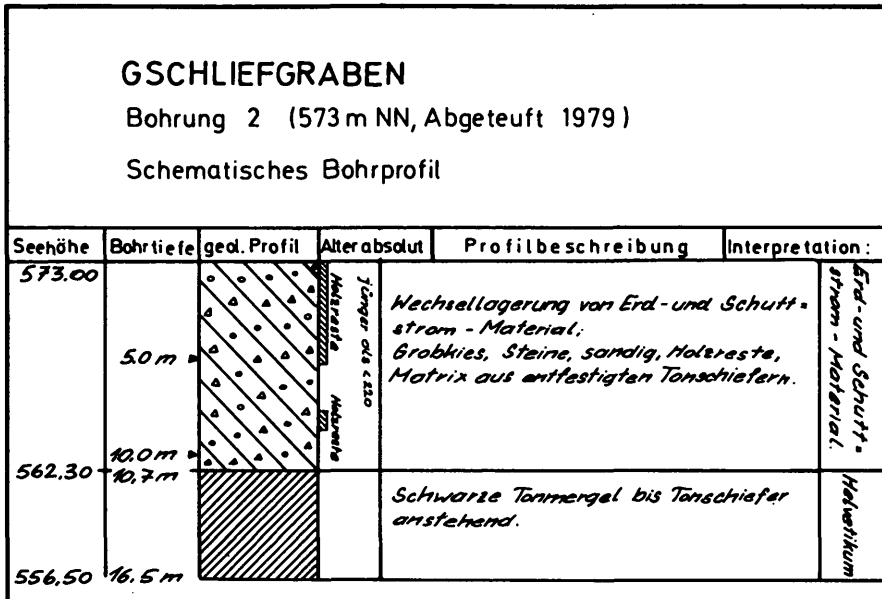 GSCHLIEFGRABEN
Bohrung 2 (573 m NN, Abgeteuft 1979)
Schematisches Bohrprofil
Seehöhe Bohrtiefe geol. Profil Alter absolut Profilbeschreibung Interpretation:
573.00
5.0 m
10.0 m
562.30 10,7 m
556,50 16.5 m
Holzreste
Holzreste
jünger als < 220
Wechsellagerung von Erd- und Schutt=
strom - Material;
Grobkies, Steine, sandig, Holzreste,
Matrix aus entfestigten Tonschiefern.
Schwarze Tonmergel bis Tonschiefer
anstehend.
Erd- und Schutt=
strom - Material.
Helvetikum